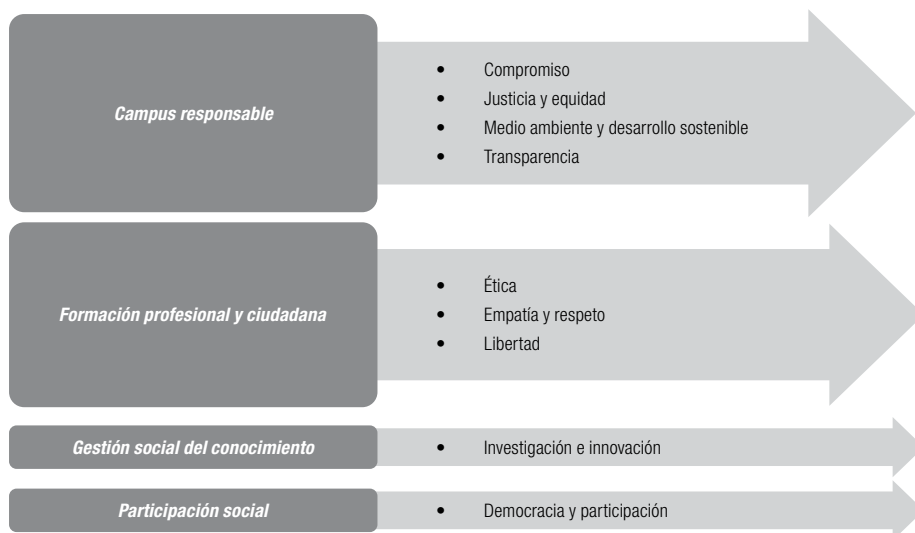 Campus responsable
• Compromiso
• Justicia y equidad
• Medio ambiente y desarrollo sostenible
• Transparencia
Formación profesional y ciudadana
• Ética
• Empatía y respeto
• Libertad
Gestión social del conocimiento
• Investigación e innovación
Participación social
• Democracia y participación